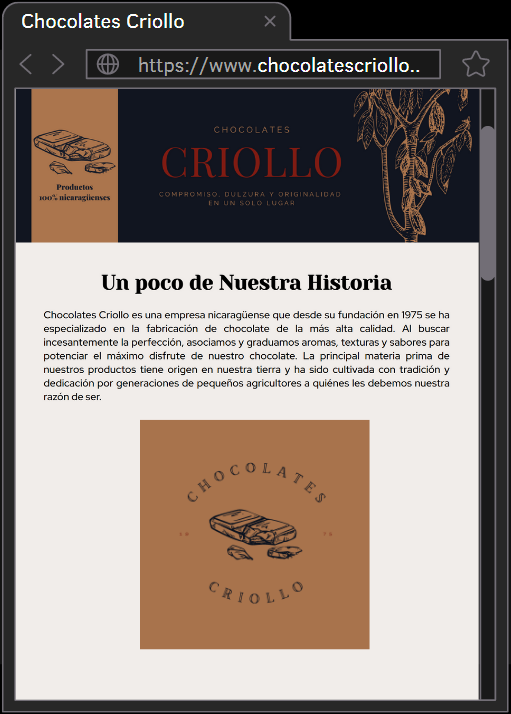 Chocolates Criollo
https://www.chocolatescriollo..
Productos
100% nicaragüenses
CHOCOLATES
CRIOLLO
COMPROMISO, DULZURA Y ORIGINALIDAD
EN UN SOLO LUGAR
Un poco de Nuestra Historia
Chocolates Criollo es una empresa nicaragüense que desde su fundación en 1975 se ha
especializado en la fabricación de chocolate de la más alta calidad. Al buscar
incesantemente la perfección, asociamos y graduamos aromas, texturas y sabores para
potenciar el máximo disfrute de nuestro chocolate. La principal materia prima de
nuestros productos tiene origen en nuestra tierra y ha sido cultivada con tradición y
dedicación por generaciones de pequeños agricultores a quiénes les debemos nuestra
razón de ser.
CHOCOLATES
CRIOLLO